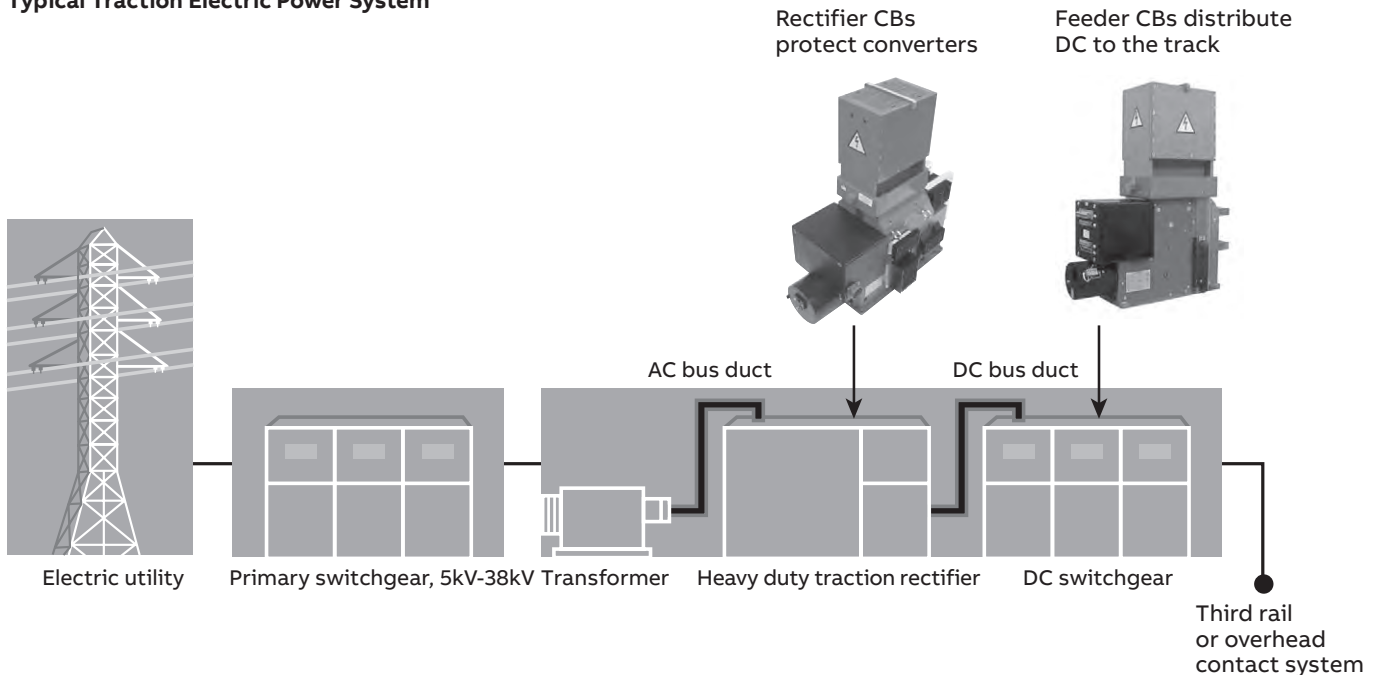 Typical Traction Electric Power System
Rectifier CBs
protect converters
Feeder CBs distribute
DC to the track
AC bus duct
DC bus duct
Electric utility
Primary switchgear, 5kV-38kV
Transformer
Heavy duty traction rectifier
DC switchgear
Third rail
or overhead
contact system